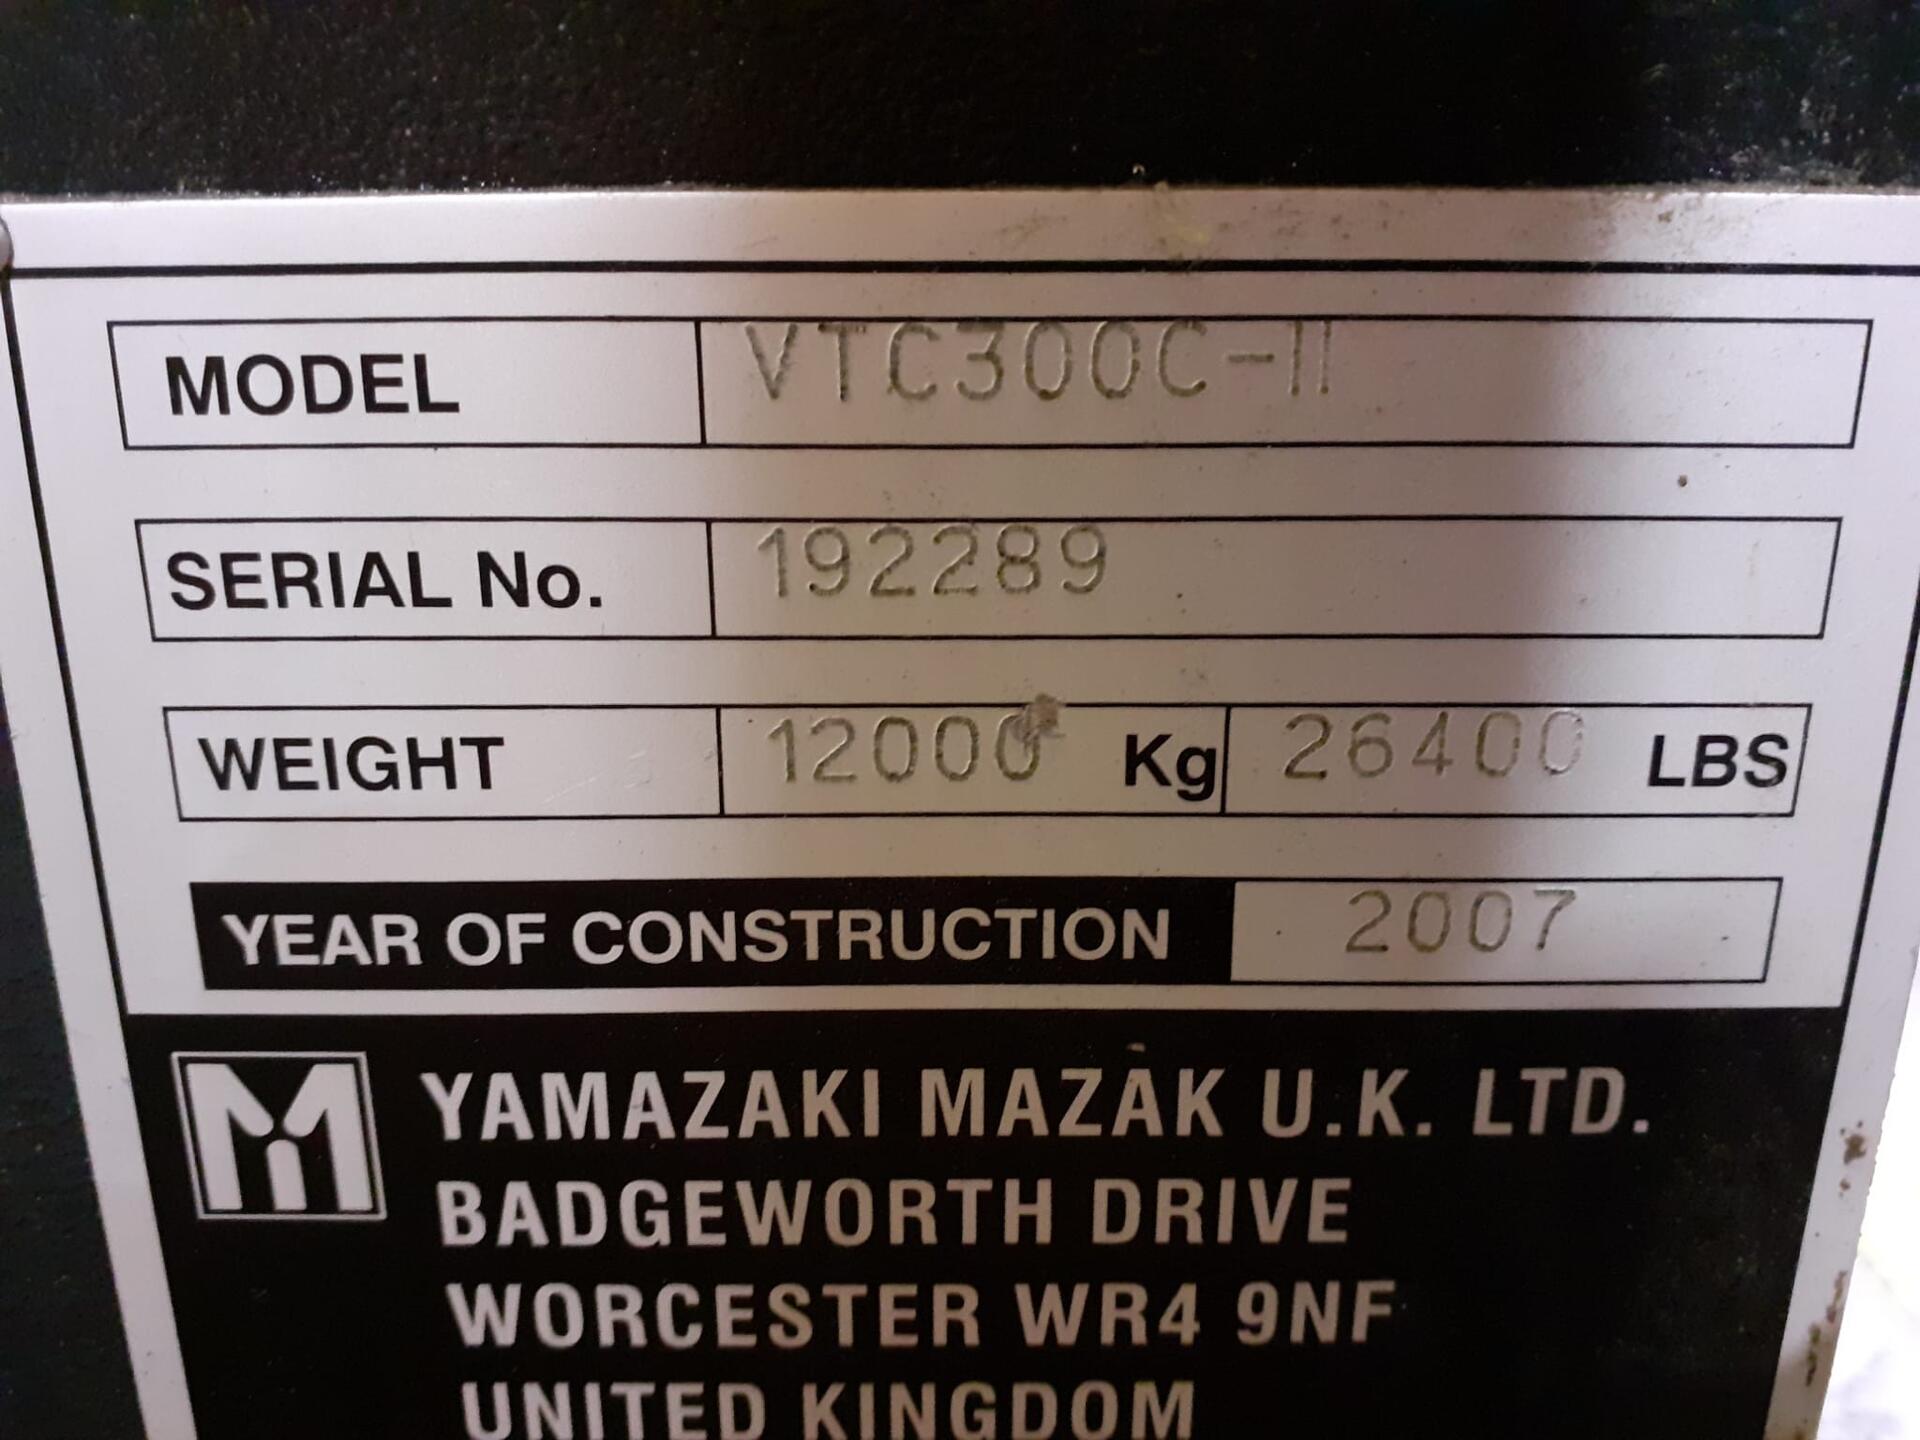 MODEL VTC300C-II
SERIAL No. 192289
WEIGHT 12000 Kg 26400 LBS
YEAR OF CONSTRUCTION 2007
YAMAZAKI MAZAK U.K. LTD.
BADGEWORTH DRIVE
WORCESTER WR4 9NF
UNITED KINGDOM